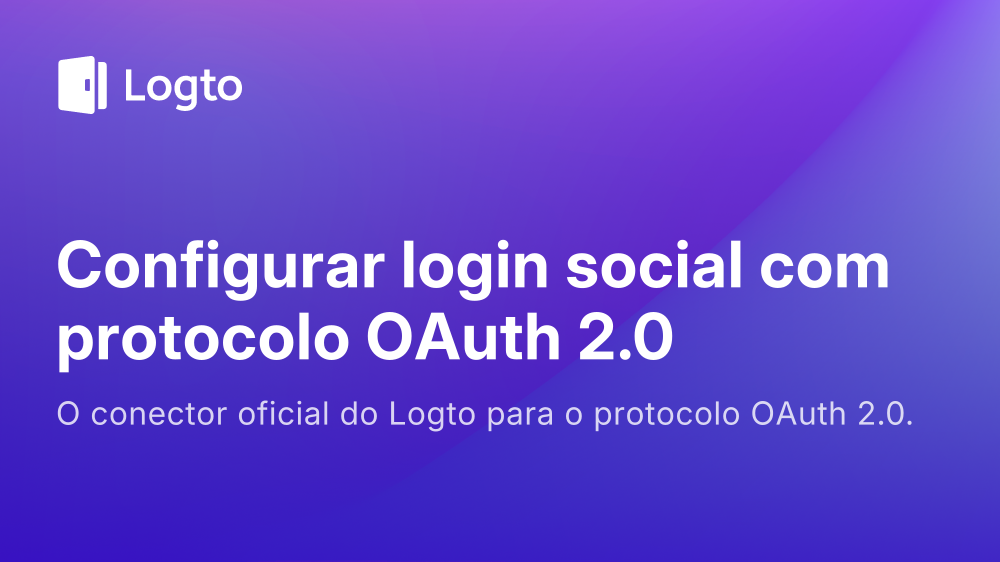 Logto
Configurar login social com
protocolo OAuth 2.0
O conector oficial do Logto para o protocolo OAuth 2.0.